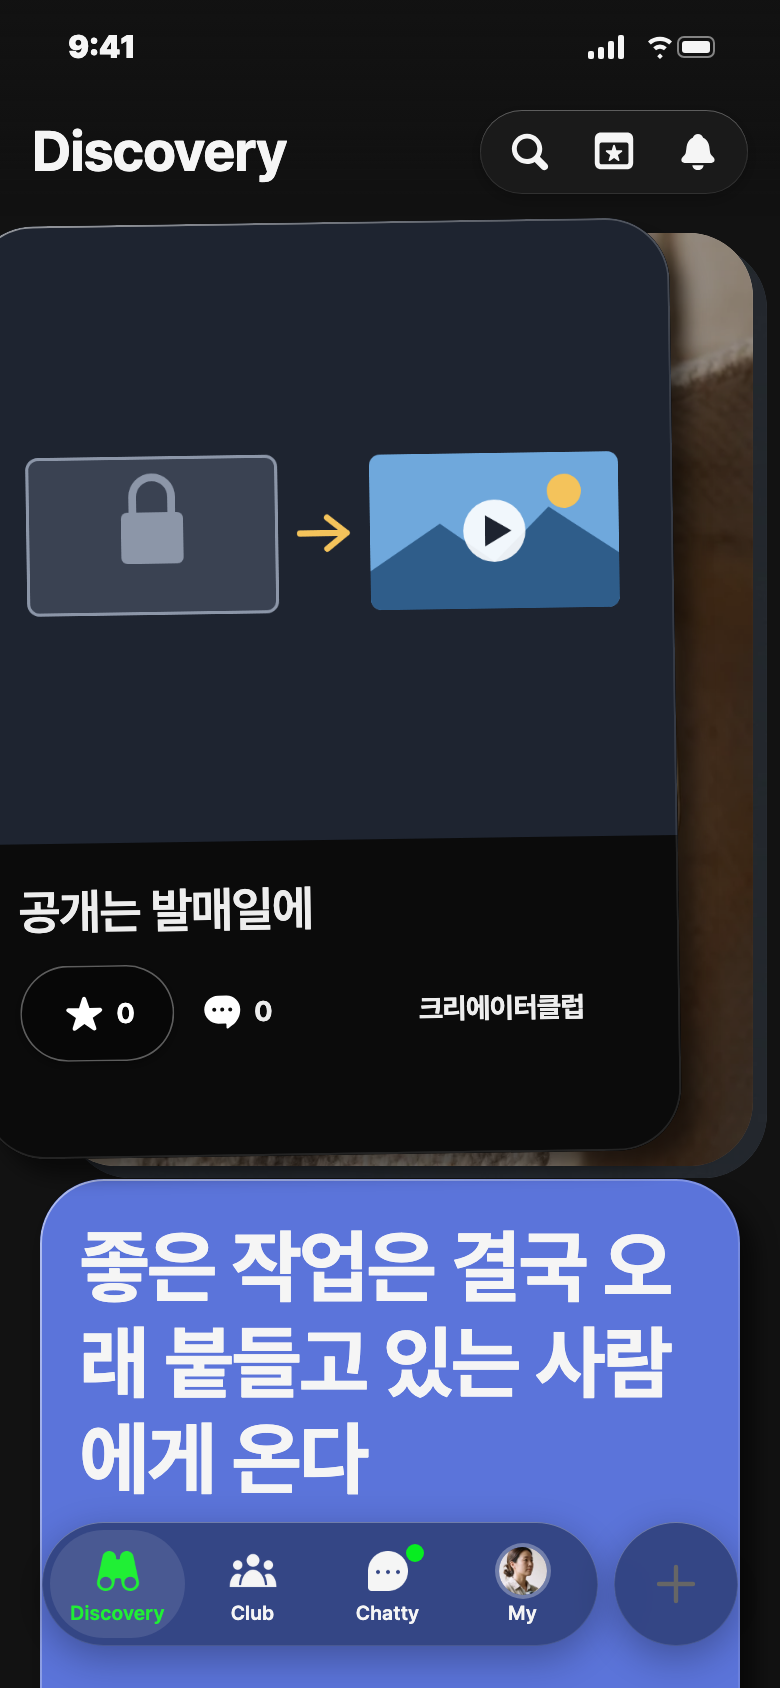 9:41
Discovery
공개는 발매일에
0
0
크리에이터클럽
좋은 작업은 결국 오
래 붙들고 있는 사람
에게 온다
Discovery
Club
Chatty
My